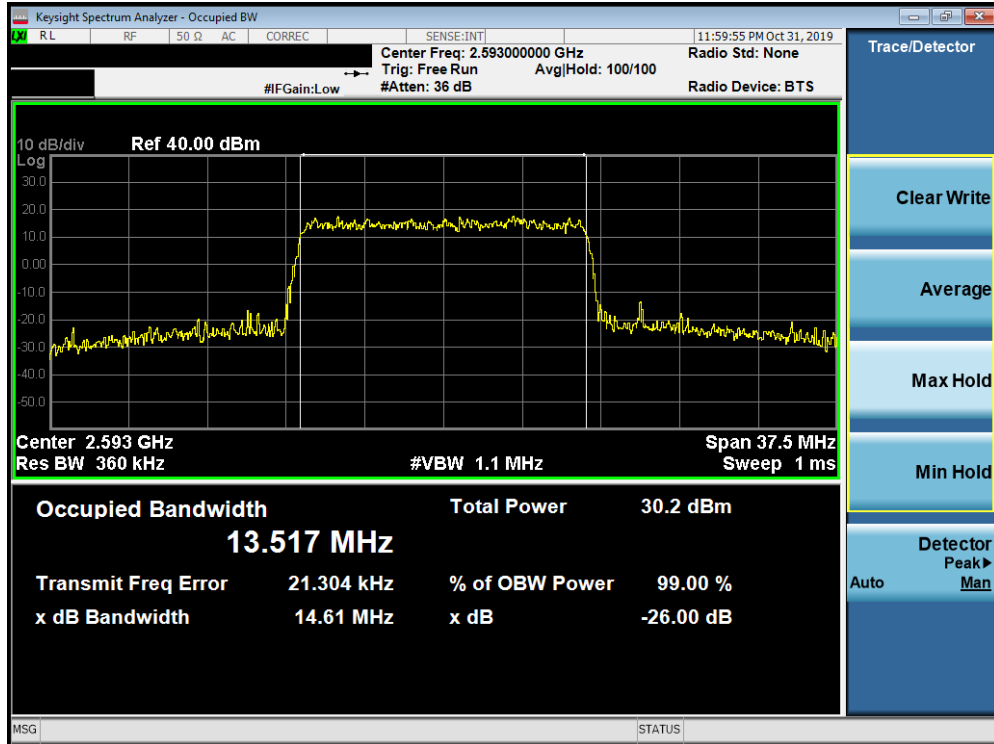 Keysight Spectrum Analyzer - Occupied BW
LXI RL RF 50 Ω AC CORREC SENSE:INT 11:59:55 PM Oct 31, 2019
Center Freq: 2.593000000 GHz Radio Std: None
Trig: Free Run Avg|Hold: 100/100
#IFGain:Low #Atten: 36 dB Radio Device: BTS
10 dB/div Ref 40.00 dBm
Log
30.0
20.0
10.0
0.00
-10.0
-20.0
-30.0
-40.0
-50.0
Center 2.593 GHz Span 37.5 MHz
Res BW 360 kHz #VBW 1.1 MHz Sweep 1 ms
Occupied Bandwidth Total Power 30.2 dBm
13.517 MHz
Transmit Freq Error 21.304 kHz % of OBW Power 99.00 %
x dB Bandwidth 14.61 MHz x dB -26.00 dB
MSG STATUS
Trace/Detector
Clear Write
Average
Max Hold
Min Hold
Detector
Peak▶
Auto Man